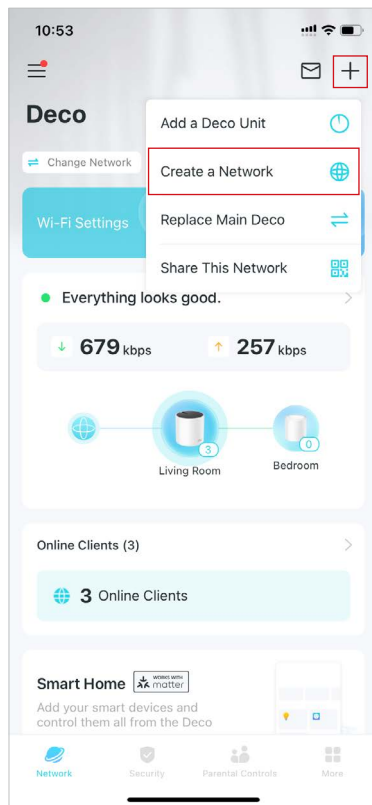 10:53
Deco
Add a Deco Unit
Change Network
Create a Network
Wi-Fi Settings
Replace Main Deco
Share This Network
Everything looks good.
679 kbps
257 kbps
3
0
Living Room
Bedroom
Online Clients (3)
3 Online Clients
Smart Home WORKS WITH matter
Add your smart devices and
control them all from the Deco
Network
Security
Parental Controls
More